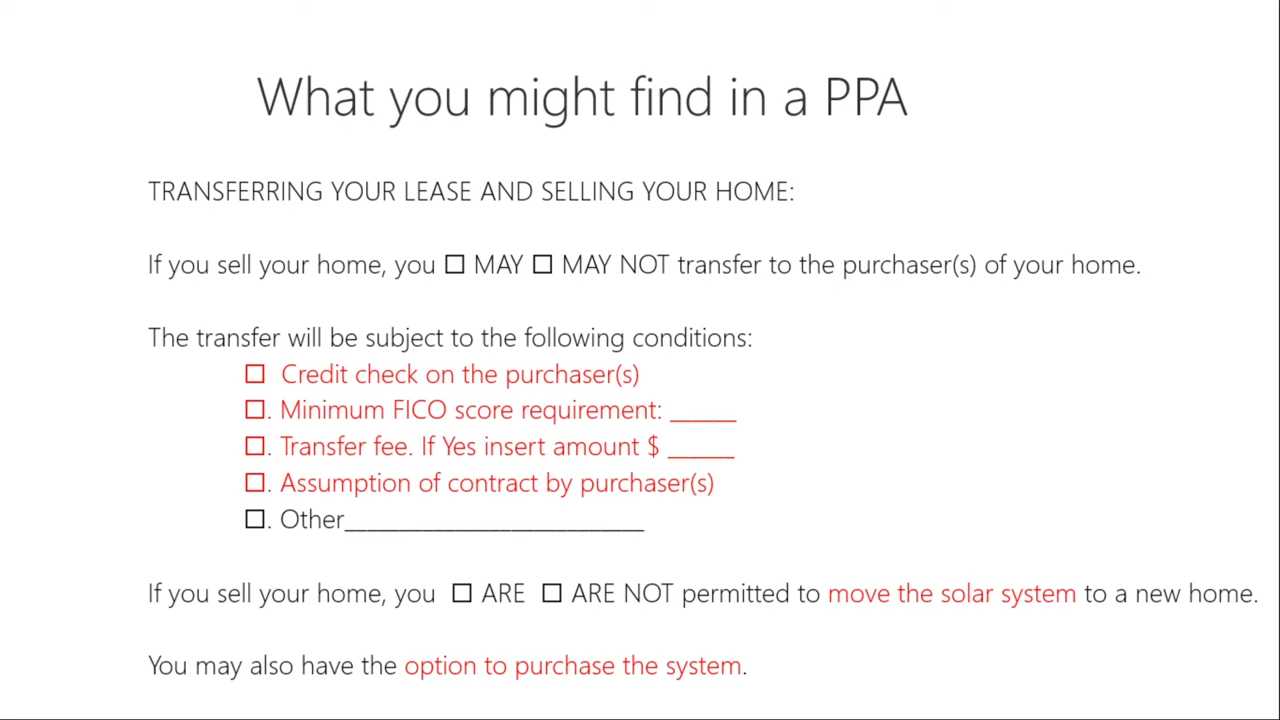 What you might find in a PPA
TRANSFERRING YOUR LEASE AND SELLING YOUR HOME:
If you sell your home, you ☐ MAY ☐ MAY NOT transfer to the purchaser(s) of your home.
The transfer will be subject to the following conditions:
☐ Credit check on the purchaser(s)
☐. Minimum FICO score requirement: ______
☐. Transfer fee. If Yes insert amount $ ______
☐. Assumption of contract by purchaser(s)
☐. Other___________________________
If you sell your home, you ☐ ARE ☐ ARE NOT permitted to move the solar system to a new home.
You may also have the option to purchase the system.